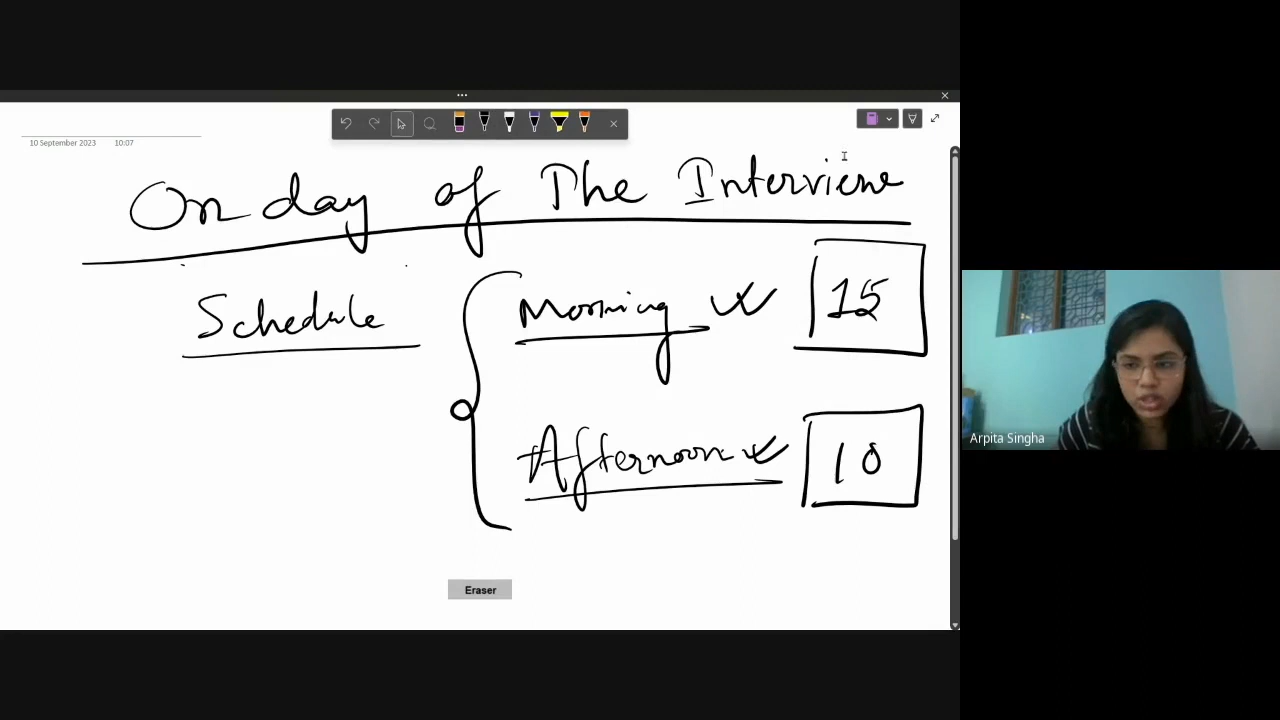 10 September 2023 10:07
On day of The Interview
Schedule
Morning
15
Afternoon
10
Eraser
Arpita Singha